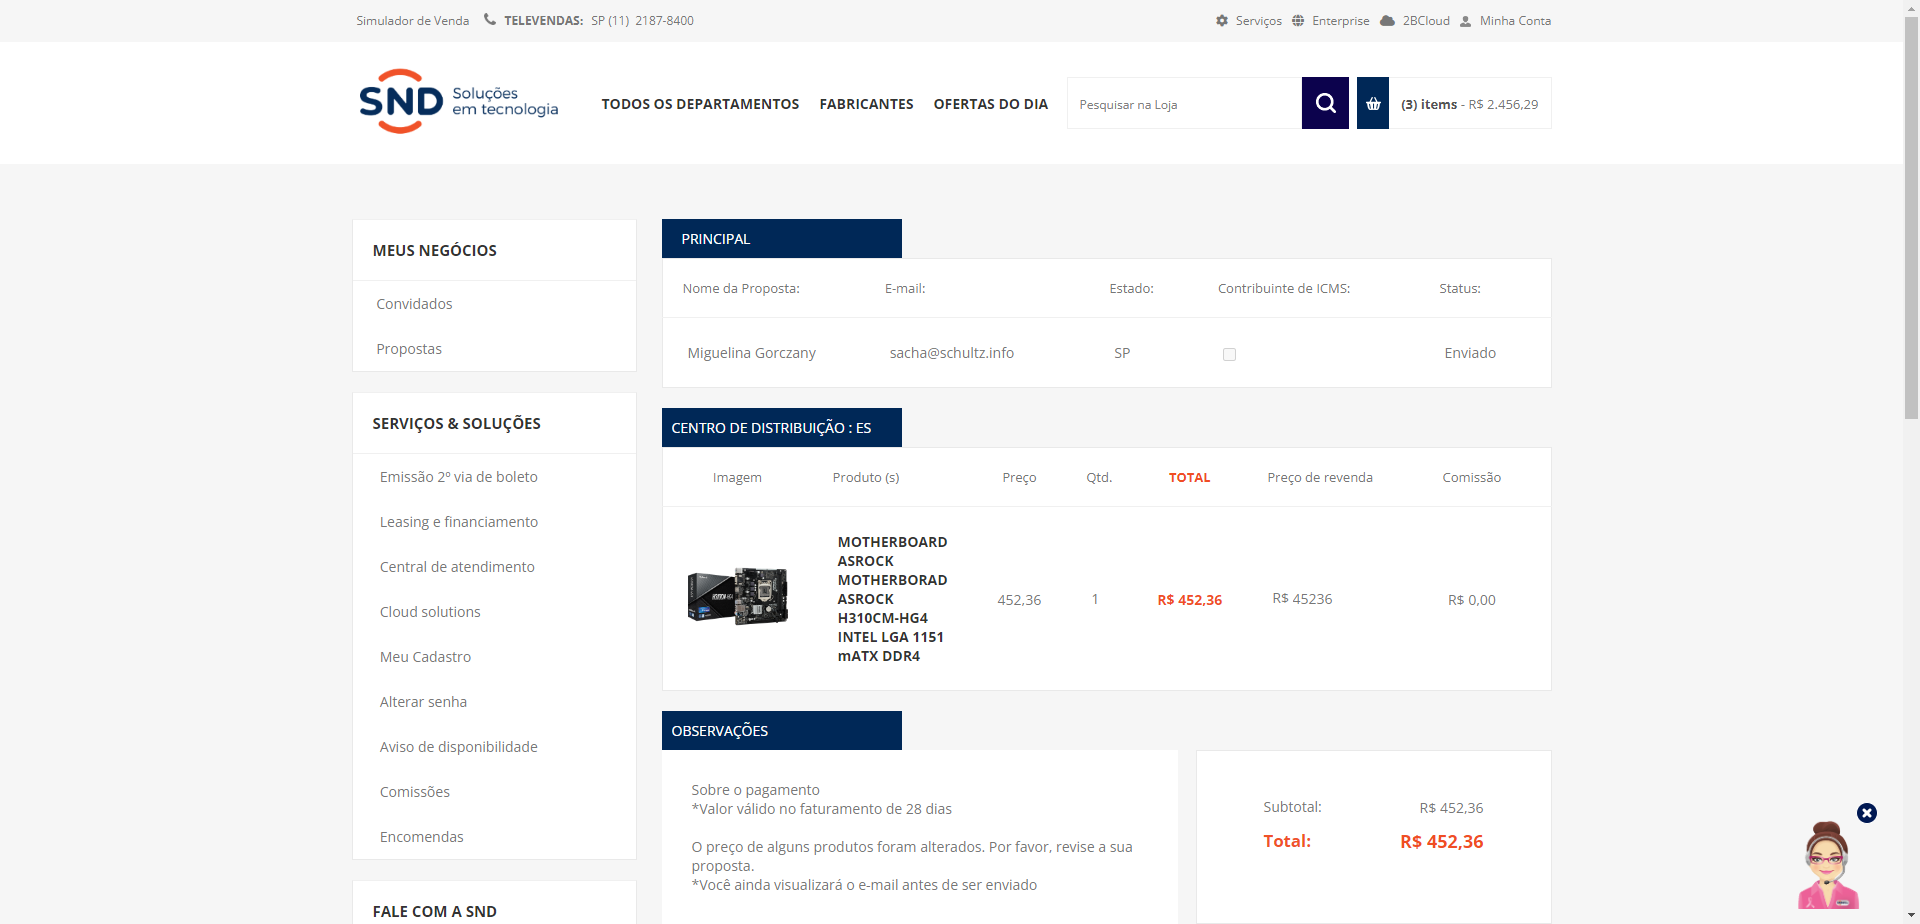 Simulador de Venda TELEVENDAS: SP (11) 2187-8400 Serviços Enterprise 2BCloud Minha Conta
SND Soluções em tecnologia
TODOS OS DEPARTAMENTOS FABRICANTES OFERTAS DO DIA Pesquisar na Loja (3) items - R$ 2.456,29
MEUS NEGÓCIOS
Convidados
Propostas
SERVIÇOS & SOLUÇÕES
Emissão 2º via de boleto
Leasing e financiamento
Central de atendimento
Cloud solutions
Meu Cadastro
Alterar senha
Aviso de disponibilidade
Comissões
Encomendas
FALE COM A SND
PRINCIPAL
Nome da Proposta: E-mail: Estado: Contribuinte de ICMS: Status:
Miguelina Gorczany sacha@schultz.info SP Enviado
CENTRO DE DISTRIBUIÇÃO : ES
Imagem Produto (s) Preço Qtd. TOTAL Preço de revenda Comissão
MOTHERBOARD
ASROCK
MOTHERBORAD
ASROCK
H310CM-HG4
INTEL LGA 1151
mATX DDR4
452,36 1 R$ 452,36 R$ 45236 R$ 0,00
OBSERVAÇÕES
Sobre o pagamento
*Valor válido no faturamento de 28 dias
O preço de alguns produtos foram alterados. Por favor, revise a sua
proposta.
*Você ainda visualizará o e-mail antes de ser enviado
Subtotal: R$ 452,36
Total: R$ 452,36